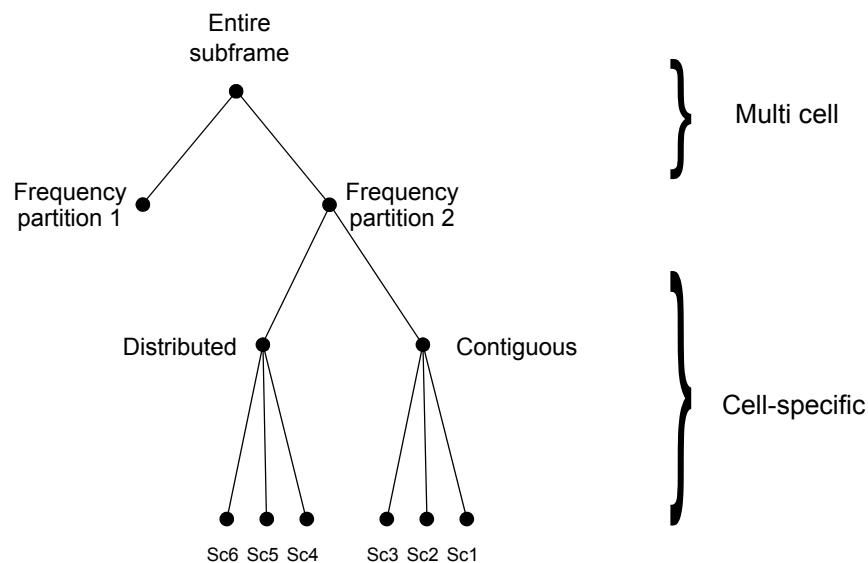 Entire
subframe
Multi cell
Frequency
partition 1
Frequency
partition 2
Distributed
Contiguous
Cell-specific
Sc6 Sc5 Sc4 Sc3 Sc2 Sc1